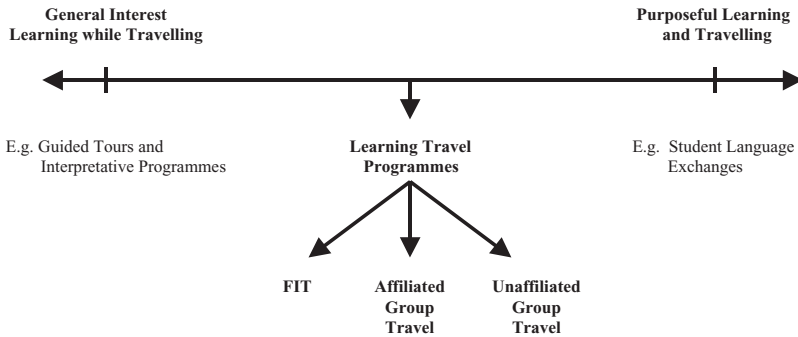 General Interest
Learning while Travelling
Purposeful Learning
and Travelling
E.g. Guided Tours and
Interpretative Programmes
Learning Travel
Programmes
E.g. Student Language
Exchanges
FIT
Affiliated
Group
Travel
Unaffiliated
Group
Travel